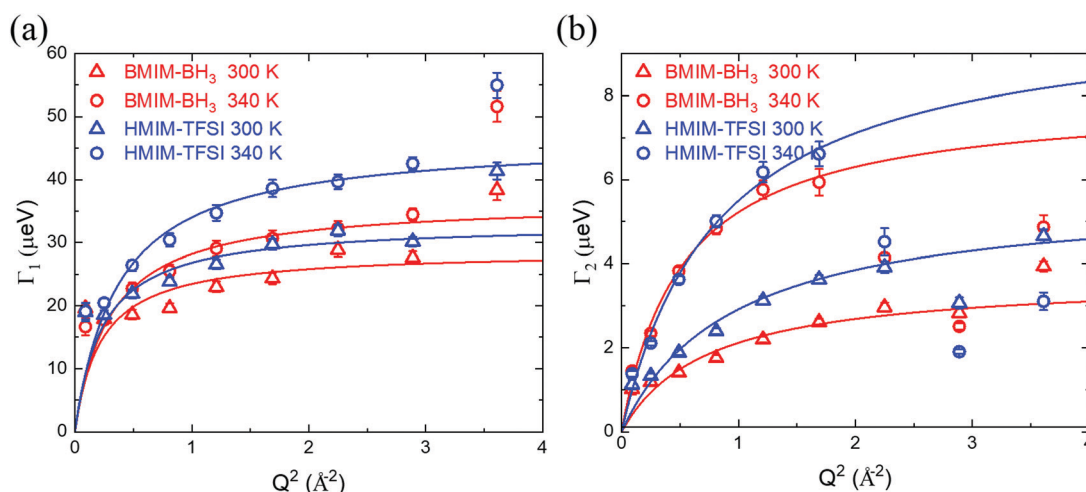 (a)
60
50
40
30
20
10
0
Γ₁ (μeV)
BMIM-BH₃ 300 K
BMIM-BH₃ 340 K
HMIM-TFSI 300 K
HMIM-TFSI 340 K
0 1 2 3 4
Q² (Å⁻²)
(b)
8
6
4
2
0
Γ₂ (μeV)
BMIM-BH₃ 300 K
BMIM-BH₃ 340 K
HMIM-TFSI 300 K
HMIM-TFSI 340 K
0 1 2 3 4
Q² (Å⁻²)